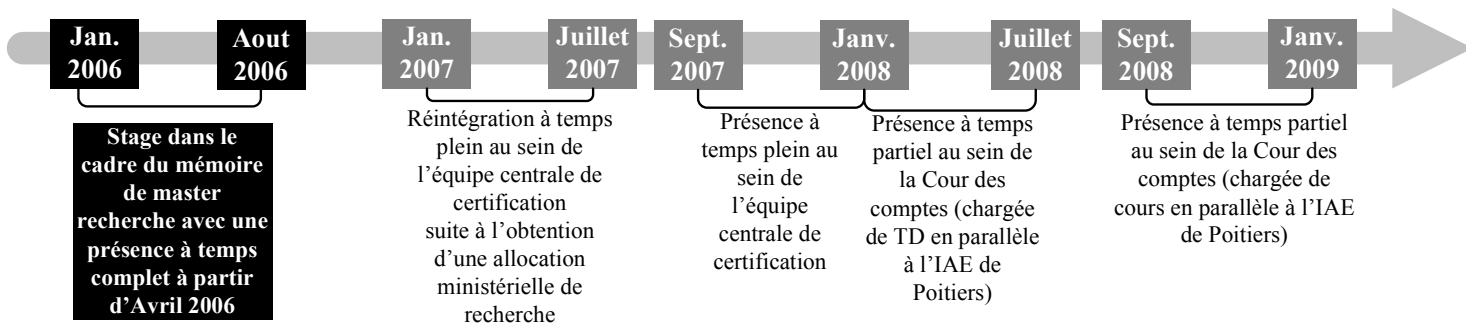 Jan.
2006
Aout
2006
Jan.
2007
Juillet
2007
Sept.
2007
Janv.
2008
Juillet
2008
Sept.
2008
Janv.
2009
Stage dans le
cadre du mémoire
de master
recherche avec une
présence à temps
complet à partir
d’Avril 2006
Réintégration à temps
plein au sein de
l’équipe centrale de
certification
suite à l’obtention
d’une allocation
ministérielle de
recherche
Présence à
temps plein au
sein de
l’équipe
centrale de
certification
Présence à temps
partiel au sein de
la Cour des
comptes (chargée
de TD en parallèle
à l’IAE de
Poitiers)
Présence à temps partiel
au sein de la Cour des
comptes (chargée de
cours en parallèle à l’IAE
de Poitiers)